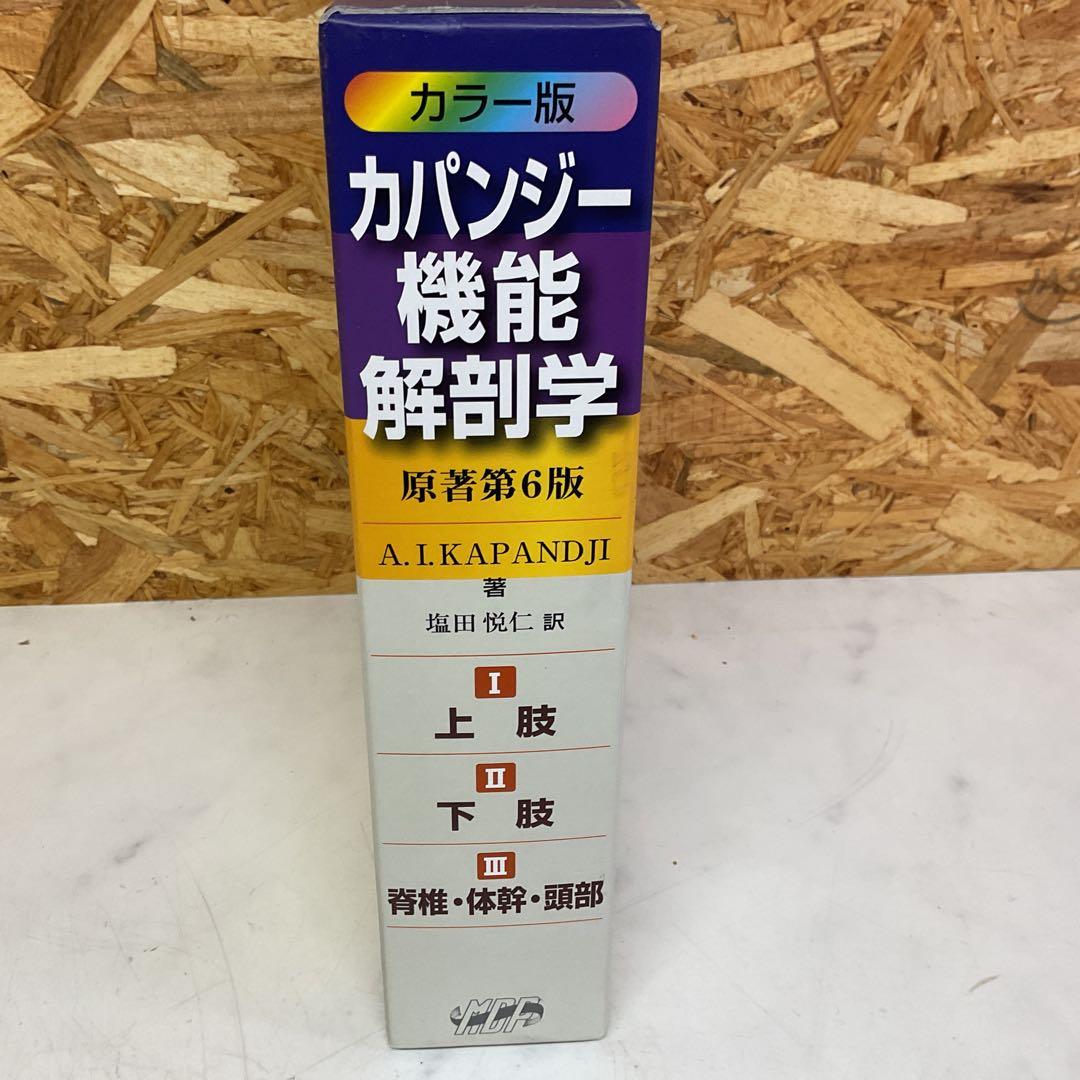 カラー版
カパンジー
機能
解剖学
原著第6版
A.I.KAPANDJI
著
塩田悦仁 訳
I
上肢
II
下肢
III
脊椎・体幹・頭部
MDP